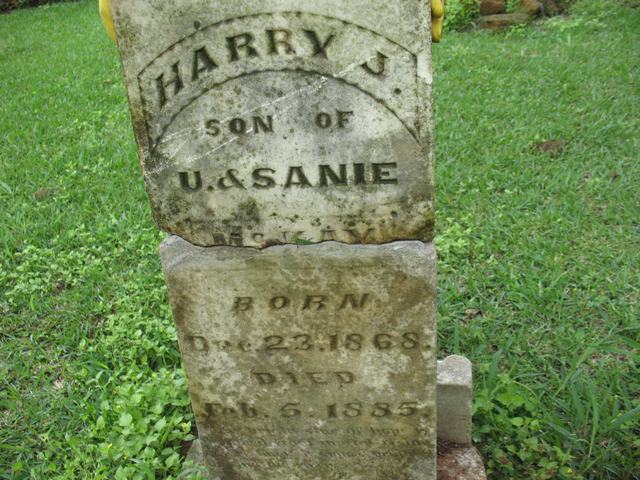 HARRY J.
SON OF
U. & SANIE
McKAY
BORN
Dec. 23. 1868.
DIED
Feb. 5. 1885.